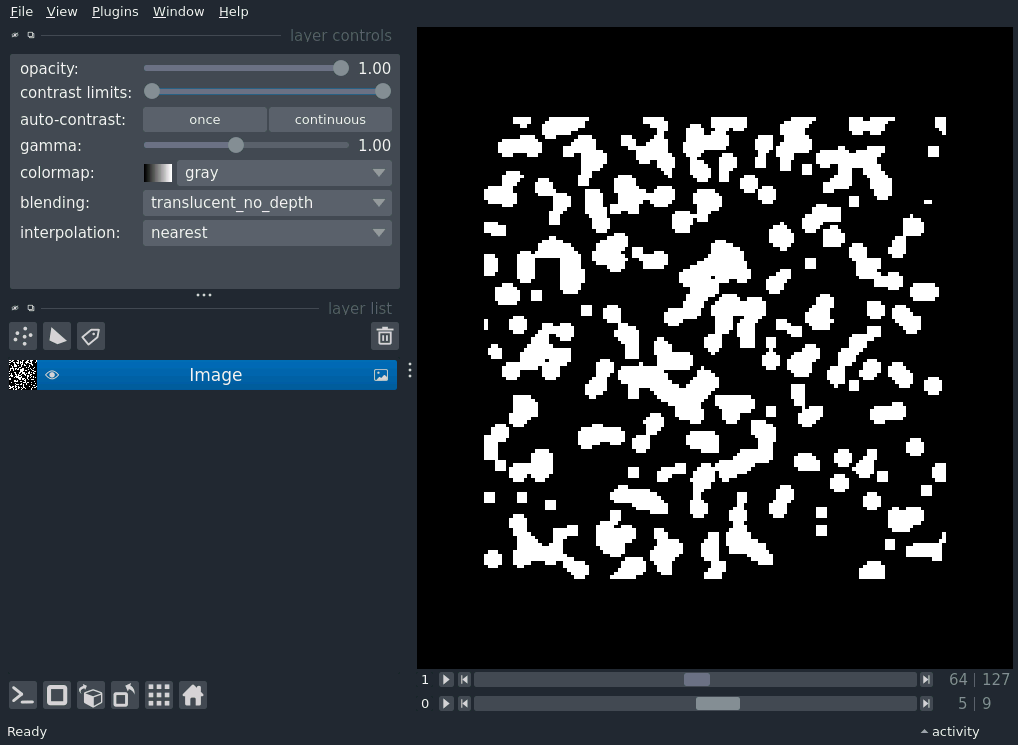 File View Plugins Window Help
layer controls
opacity: 1.00
contrast limits:
auto-contrast: once continuous
gamma: 1.00
colormap: gray
blending: translucent_no_depth
interpolation: nearest
layer list
Image
1 64 | 127
0 5 | 9
Ready activity